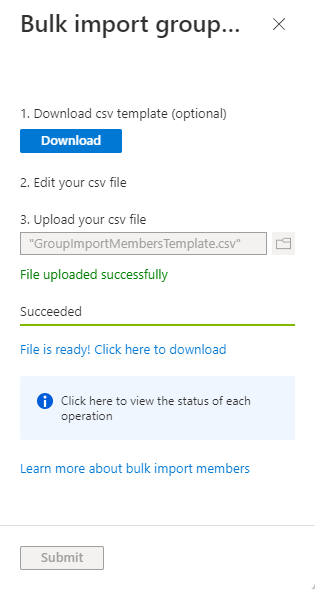 Bulk import group...
1. Download csv template (optional)
Download
2. Edit your csv file
3. Upload your csv file
"GroupImportMembersTemplate.csv"
File uploaded successfully
Succeeded
File is ready! Click here to download
Click here to view the status of each
operation
Learn more about bulk import members
Submit